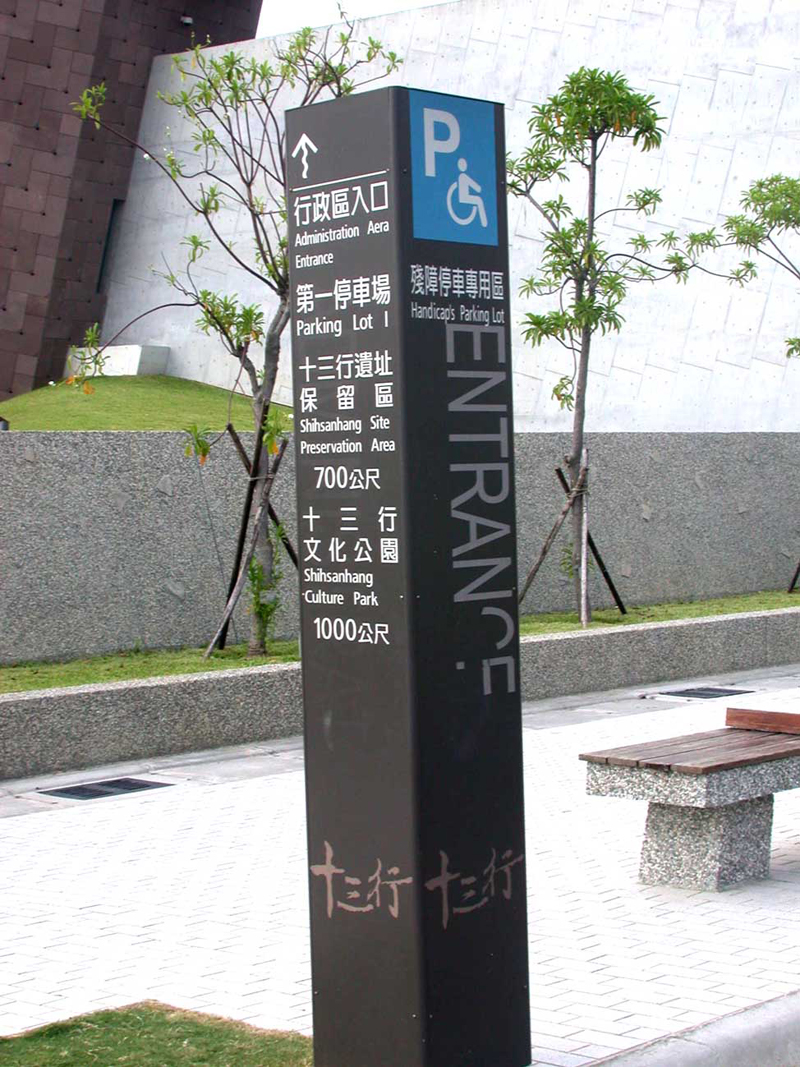 行政區入口
Administration Aera
Entrance
第一停車場
Parking Lot I
十三行遺址
保留區
Shihsanhang Site
Preservation Area
700公尺
十三行
文化公園
Shihsanhang
Culture Park
1000公尺
十三行
P
殘障停車專用區
Handicap's Parking Lot
ENTRANCE
十三行